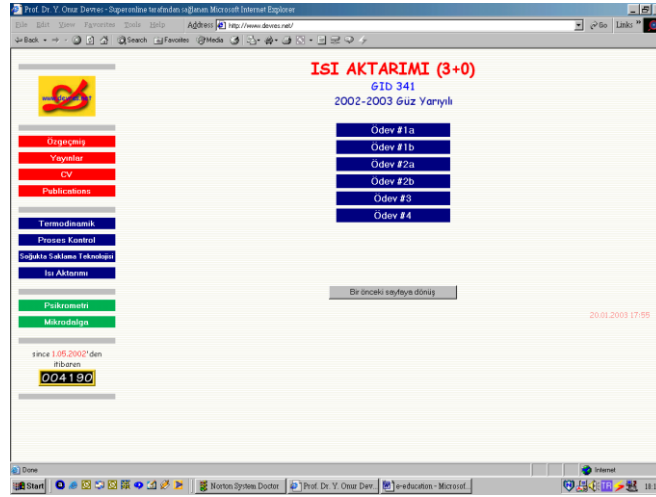 Prof. Dr. Y. Onur Devres - Superonline tarafından sağlanan Microsoft Internet Explorer
File Edit View Favorites Tools Help Address http://www.devres.net/ Go Links
Back Search Favorites Media
ISI AKTARIMI (3+0)
GID 341
2002-2003 Güz Yarıyılı
www.devres.net
Ödev #1a
Ödev #1b
Ödev #2a
Ödev #2b
Ödev #3
Ödev #4
Özgeçmiş
Yayınlar
CV
Publications
Termodinamik
Proses Kontrol
Soğukta Saklama Teknolojisi
Isı Aktarımı
Bir önceki sayfaya dönüş
Psikrometri
Mikrodalga
20.01.2003 17:55
since 1.05.2002'den
itibaren
004190
Done Internet
Start Norton System Doctor Prof. Dr. Y. Onur Dev... e-education - Microsof...